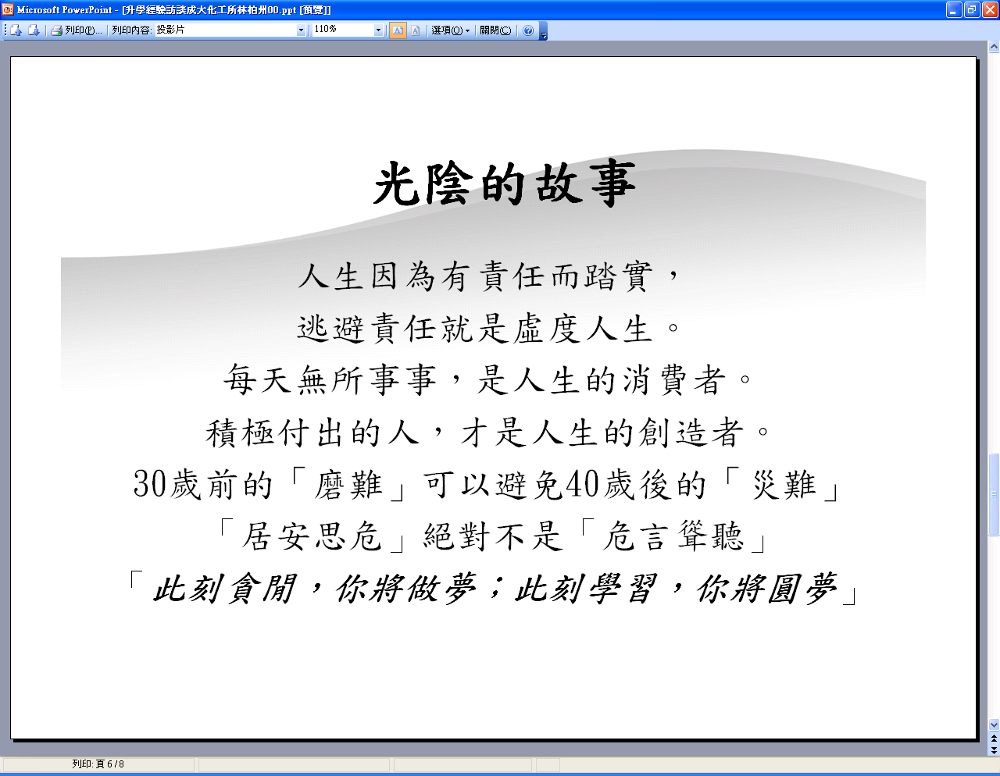 Microsoft PowerPoint - [升學經驗訪談成大化工所林柏州00.ppt [預覽]]
列印(P)... 列印內容: 投影片 110% 選項(O) 關閉(C)
光陰的故事
人生因為有責任而踏實，
逃避責任就是虛度人生。
每天無所事事，是人生的消費者。
積極付出的人，才是人生的創造者。
30歲前的「磨難」可以避免40歲後的「災難」
「居安思危」絕對不是「危言聳聽」
「此刻貪閒，你將做夢；此刻學習，你將圓夢」
列印: 頁 6 / 8